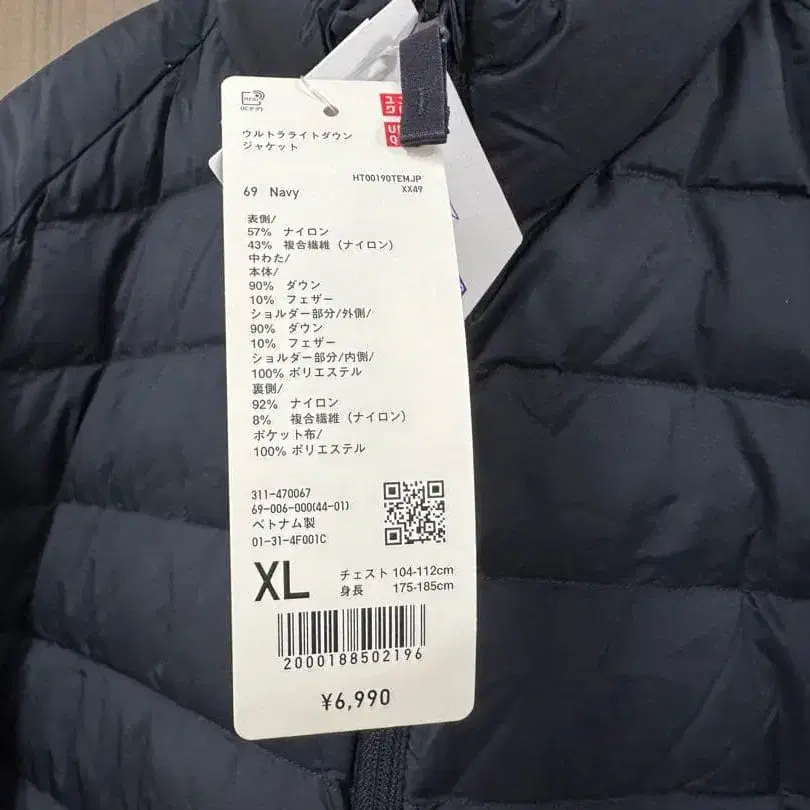 ウルトラライトダウン
ジャケット
HT00190TEMJP
69 Navy XX49
表側/
57% ナイロン
43% 複合繊維 (ナイロン)
中わた/
本体/
90% ダウン
10% フェザー
ショルダー部分/外側/
90% ダウン
10% フェザー
ショルダー部分/内側/
100% ポリエステル
裏側/
92% ナイロン
8% 複合繊維 (ナイロン)
ポケット布/
100% ポリエステル
311-470067
69-006-000(44-01)
ベトナム製
01-31-4F001C
XL チェスト 104-112cm
身長 175-185cm
2000188502196
¥6,990